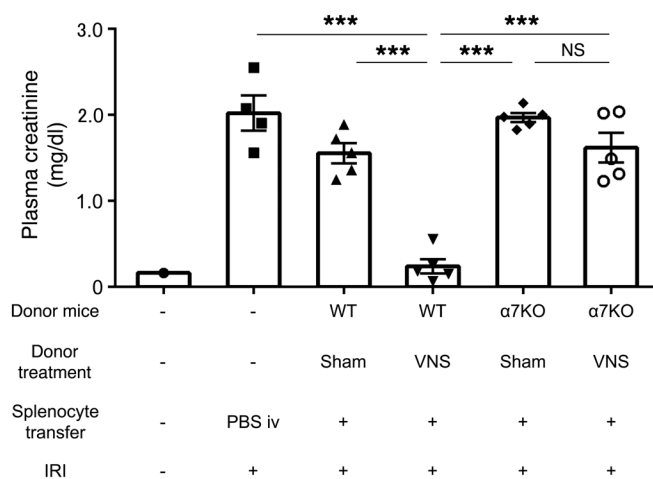 *** ***
3.0
*** *** NS
2.0
Plasma creatinine
(mg/dl)
1.0
0
Donor mice - - WT WT α7KO α7KO
Donor
treatment - - Sham VNS Sham VNS
Splenocyte
transfer - PBS iv + + + +
IRI - + + + + +